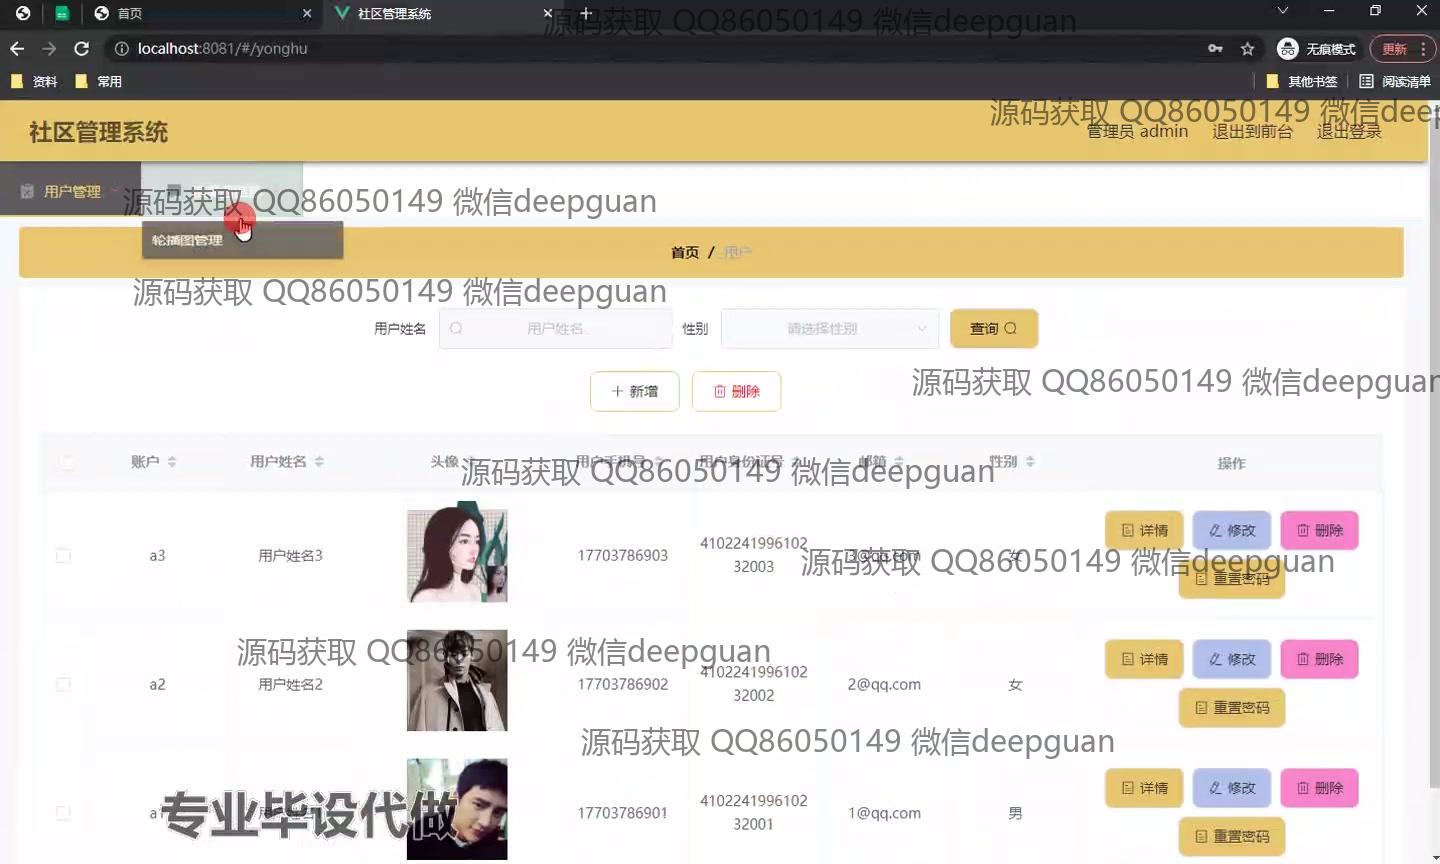 首页
社区管理系统
源码获取 QQ86050149 微信deepguan
localhost:8081/#/yonghu
无痕模式
更新
资料
常用
其他书签
阅读清单
源码获取 QQ86050149 微信deep
社区管理系统
管理员 admin
退出到前台
退出登录
用户管理
源码获取 QQ86050149 微信deepguan
轮播图管理
首页 / 用户
源码获取 QQ86050149 微信deepguan
用户姓名
用户姓名
性别
请选择性别
查询
新增
删除
源码获取 QQ86050149 微信deepguan
账户
用户姓名
头像
用户手机号
用户身份证号
邮箱
性别
操作
源码获取 QQ86050149 微信deepguan
a3
用户姓名3
17703786903
4102241996102
32003
3@qq.com
女
详情
修改
删除
重置密码
源码获取 QQ86050149 微信deepguan
源码获取 QQ86050149 微信deepguan
a2
用户姓名2
17703786902
4102241996102
32002
2@qq.com
女
详情
修改
删除
重置密码
源码获取 QQ86050149 微信deepguan
a1
17703786901
4102241996102
32001
1@qq.com
男
详情
修改
删除
重置密码
专业毕设代做